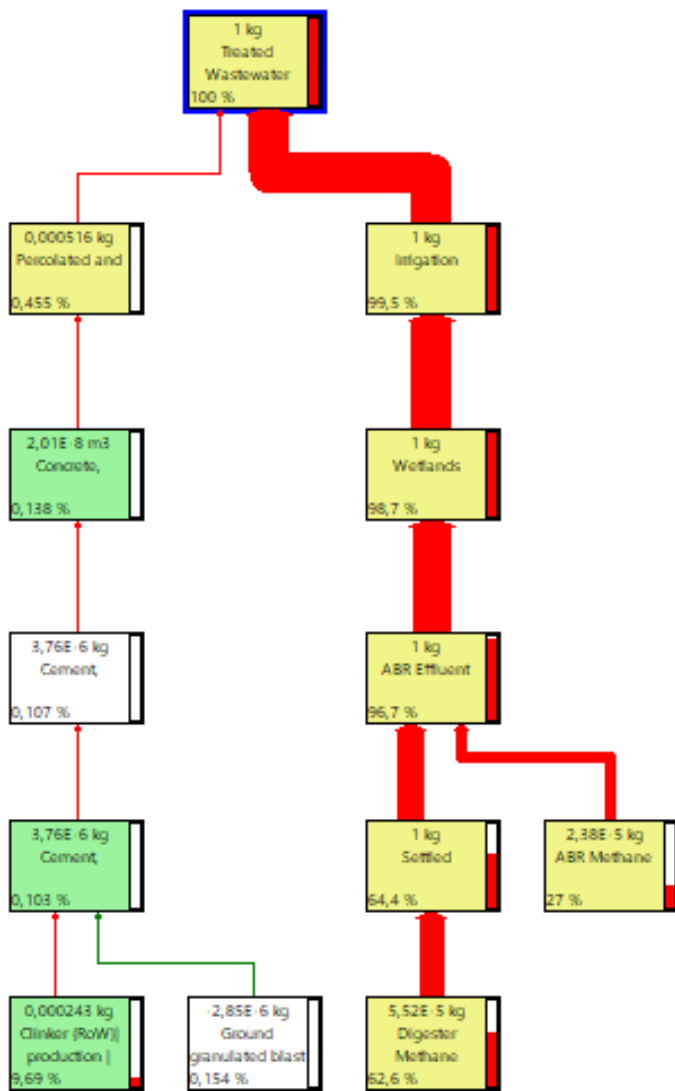 1 kg
Treated
Wastewater
100 %
0,000516 kg
Percolated and
0,455 %
1 kg
Irrigation
99,5 %
2,01E-8 m3
Concrete,
0,138 %
1 kg
Wetlands
98,7 %
3,76E-6 kg
Cement,
0,107 %
1 kg
ABR Effluent
96,7 %
3,76E-6 kg
Cement,
0,103 %
1 kg
Settled
64,4 %
2,38E-5 kg
ABR Methane
27 %
0,000243 kg
Clinker {RoW}|
production |
9,69 %
-2,85E-6 kg
Ground
granulated blast
0,154 %
5,52E-5 kg
Digester
Methane
62,6 %